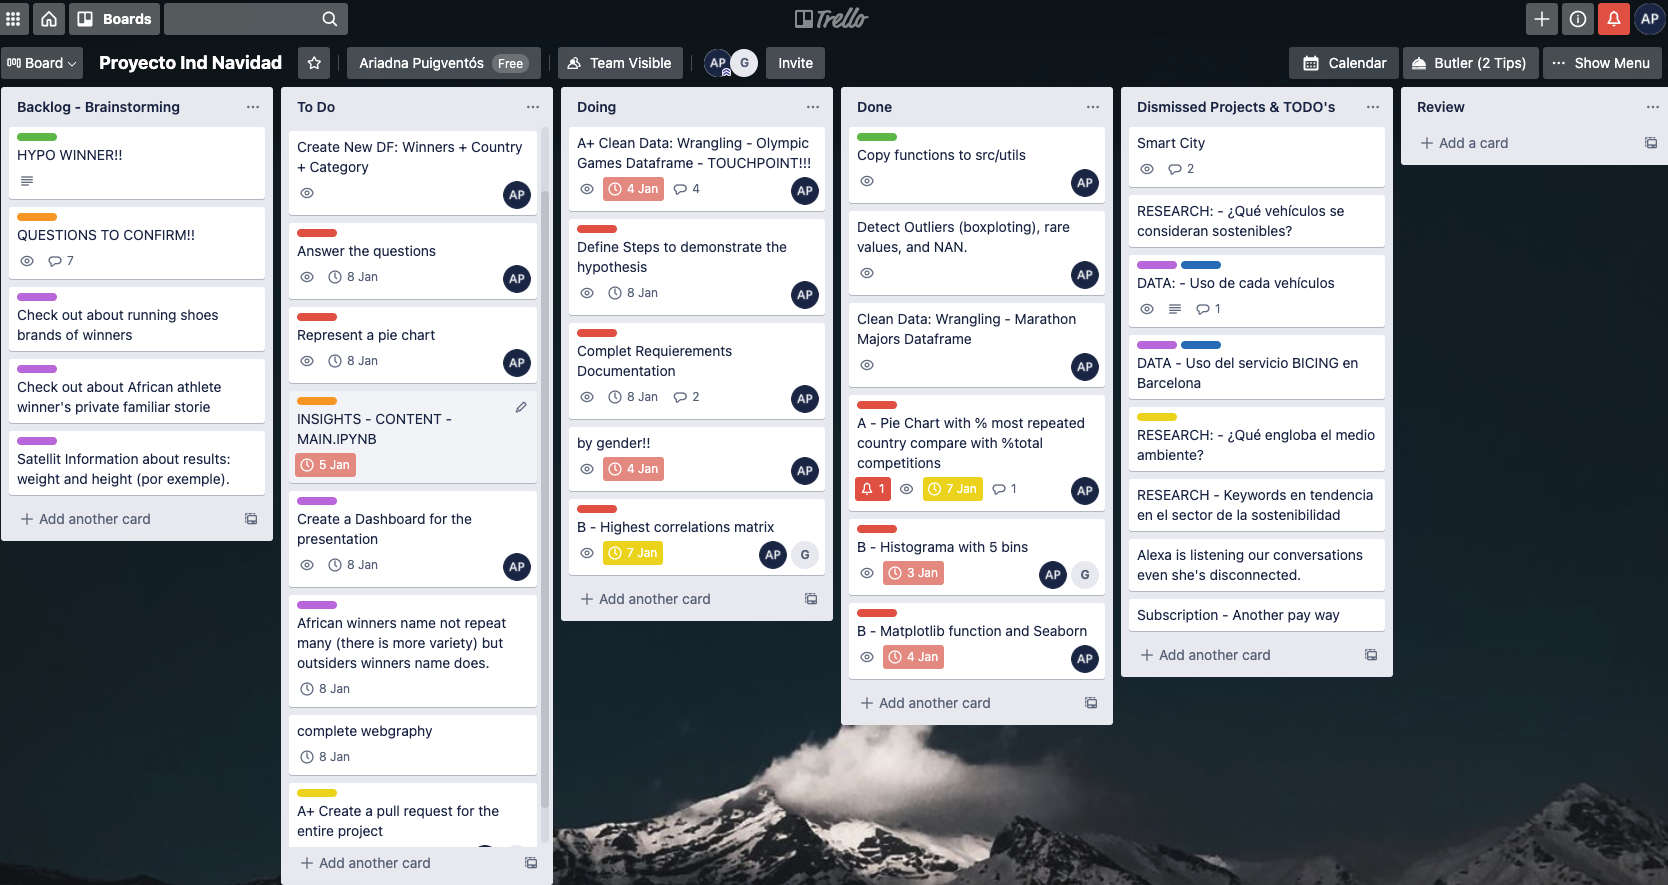 Boards
Trello
AP
Board
Proyecto Ind Navidad
Ariadna Puigventós Free
Team Visible
AP G
Invite
Calendar
Butler (2 Tips)
Show Menu
Backlog - Brainstorming
HYPO WINNER!!
QUESTIONS TO CONFIRM!!
7
Check out about running shoes
brands of winners
Check out about African athlete
winner's private familiar storie
Satellit Information about results:
weight and height (por exemple).
Add another card
To Do
Create New DF: Winners + Country
+ Category
AP
Answer the questions
8 Jan
AP
Represent a pie chart
8 Jan
AP
INSIGHTS - CONTENT -
MAIN.IPYNB
5 Jan
Create a Dashboard for the
presentation
8 Jan
AP
African winners name not repeat
many (there is more variety) but
outsiders winners name does.
8 Jan
complete webgraphy
8 Jan
A+ Create a pull request for the
entire project
Add another card
Doing
A+ Clean Data: Wrangling - Olympic
Games Dataframe - TOUCHPOINT!!!
4 Jan 4
AP
Define Steps to demonstrate the
hypothesis
8 Jan
AP
Complet Requierements
Documentation
8 Jan 2
AP
by gender!!
4 Jan
AP
B - Highest correlations matrix
7 Jan
AP G
Add another card
Done
Copy functions to src/utils
AP
Detect Outliers (boxploting), rare
values, and NAN.
AP
Clean Data: Wrangling - Marathon
Majors Dataframe
AP
A - Pie Chart with % most repeated
country compare with %total
competitions
1 7 Jan 1
AP
B - Histograma with 5 bins
3 Jan
AP G
B - Matplotlib function and Seaborn
4 Jan
AP
Add another card
Dismissed Projects & TODO's
Smart City
2
RESEARCH: - ¿Qué vehículos se
consideran sostenibles?
DATA: - Uso de cada vehículos
1
DATA - Uso del servicio BICING en
Barcelona
RESEARCH: - ¿Qué engloba el medio
ambiente?
RESEARCH - Keywords en tendencia
en el sector de la sostenibilidad
Alexa is listening our conversations
even she's disconnected.
Subscription - Another pay way
Add another card
Review
Add a card